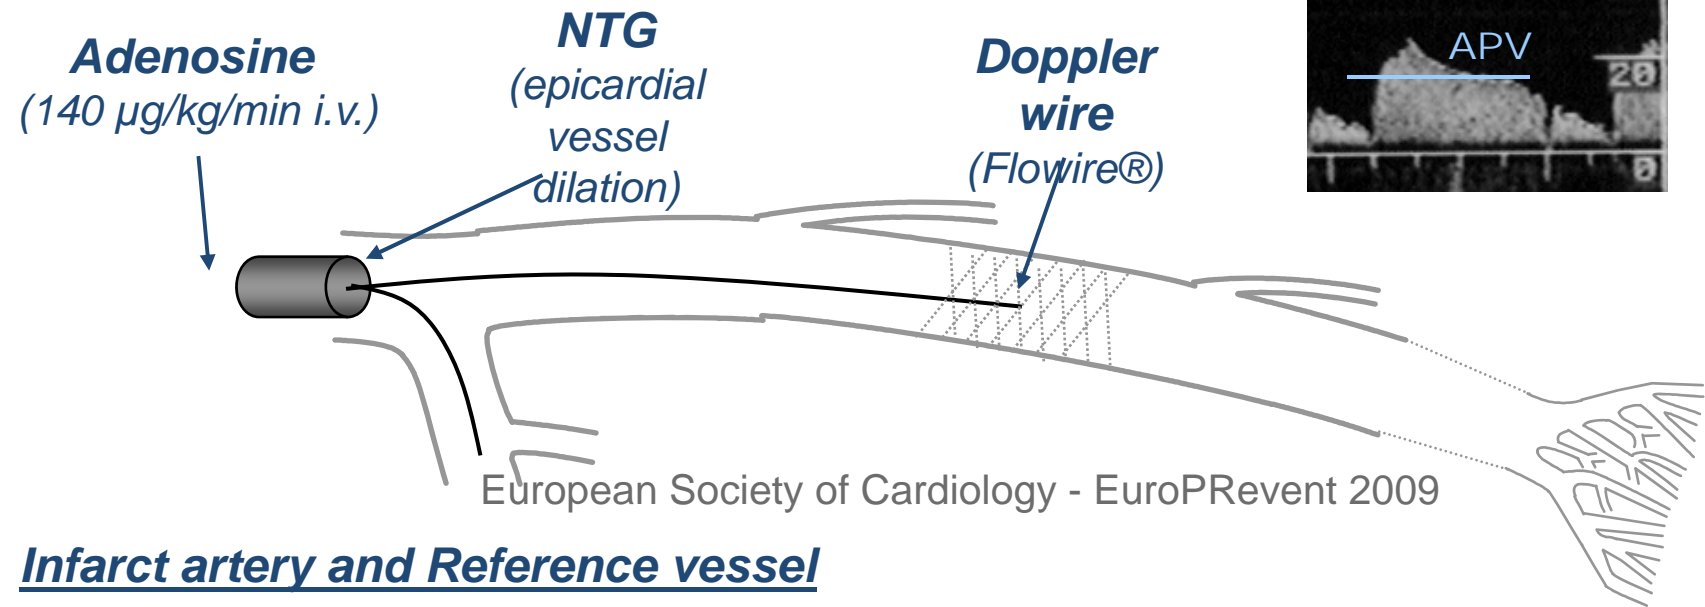 Adenosine
(140 µg/kg/min i.v.)
NTG
(epicardial
vessel
dilation)
Doppler
wire
(Flowire®)
APV
20
0
European Society of Cardiology - EuroPRevent 2009
Infarct artery and Reference vessel